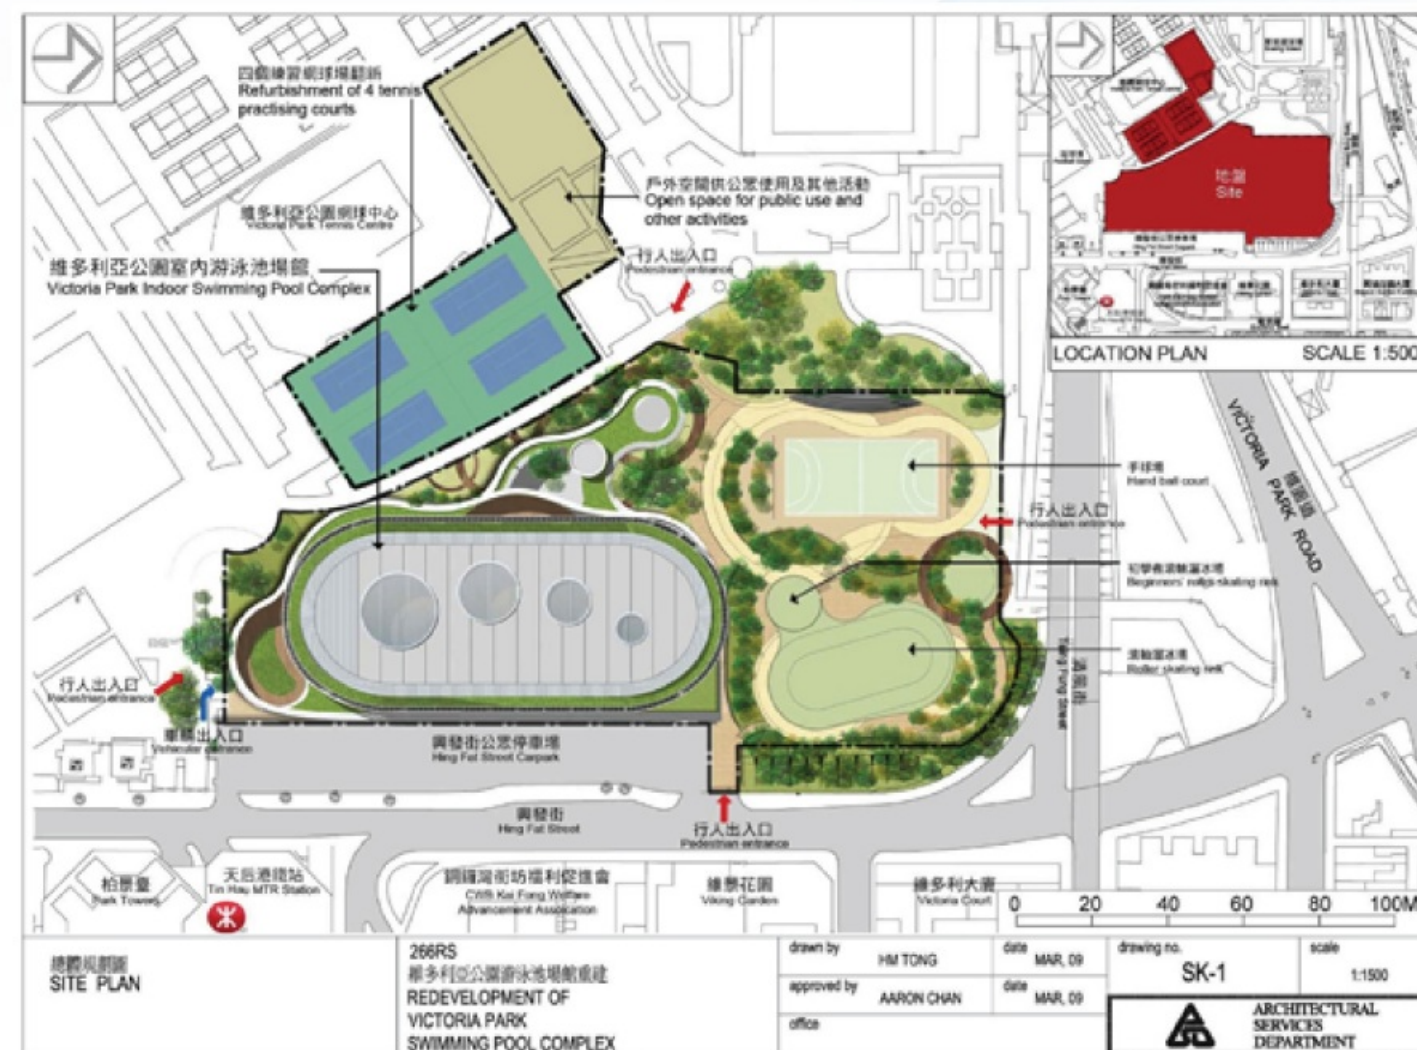 四個練習網球場翻新
Refurbishment of 4 tennis
practising courts
維多利亞公園網球中心
Victoria Park Tennis Centre
維多利亞公園室內游泳池場館
Victoria Park Indoor Swimming Pool Complex
戶外空間供公眾使用及其他活動
Open space for public use and
other activities
行人出入口
Pedestrian entrance
地盤
Site
LOCATION PLAN
SCALE 1:500
維園道
VICTORIA PARK ROAD
手球場
Hand ball court
行人出入口
Pedestrian entrance
初學者滾軸溜冰場
Beginners' roller skating rink
滾軸溜冰場
Roller skating rink
Tsing Fung Street
行人出入口
Pedestrian entrance
車輛出入口
Vehicular entrance
興發街公眾停車場
Hing Fat Street Carpark
興發街
Hing Fat Street
行人出入口
Pedestrian entrance
柏景臺
Park Towers
天后港鐵站
Tin Hau MTR Station
銅鑼灣街坊福利促進會
CWB Kai Fong Welfare
Advancement Association
維景花園
Viking Garden
維多利大廈
Victoria Court
0 20 40 60 80 100M
總體規劃圖
SITE PLAN
266RS
維多利亞公園游泳池場館重建
REDEVELOPMENT OF
VICTORIA PARK
SWIMMING POOL COMPLEX
drawn by HM TONG date MAR, 09
approved by AARON CHAN date MAR, 09
office
drawing no. SK-1
scale 1:1500
ARCHITECTURAL
SERVICES
DEPARTMENT